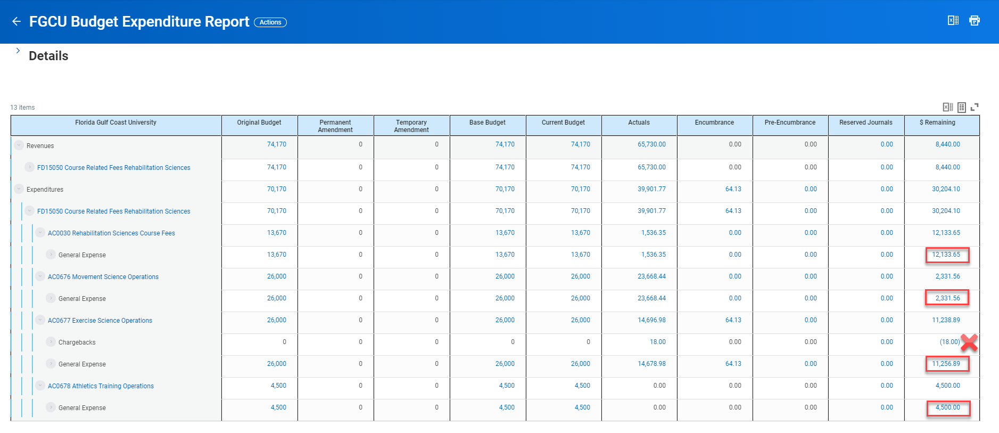 FGCU Budget Expenditure Report Actions
Details
13 items
Florida Gulf Coast University Original Budget Permanent Amendment Temporary Amendment Base Budget Current Budget Actuals Encumbrance Pre-Encumbrance Reserved Journals $ Remaining
Revenues 74,170 0 0 74,170 74,170 65,730.00 0.00 0.00 0.00 8,440.00
FD15050 Course Related Fees Rehabilitation Sciences 74,170 0 0 74,170 74,170 65,730.00 0.00 0.00 0.00 8,440.00
Expenditures 70,170 0 0 70,170 70,170 39,901.77 64.13 0.00 0.00 30,204.10
FD15050 Course Related Fees Rehabilitation Sciences 70,170 0 0 70,170 70,170 39,901.77 64.13 0.00 0.00 30,204.10
AC0030 Rehabilitation Sciences Course Fees 13,670 0 0 13,670 13,670 1,536.35 0.00 0.00 0.00 12,133.65
General Expense 13,670 0 0 13,670 13,670 1,536.35 0.00 0.00 0.00 12,133.65
AC0676 Movement Science Operations 26,000 0 0 26,000 26,000 23,668.44 0.00 0.00 0.00 2,331.56
General Expense 26,000 0 0 26,000 26,000 23,668.44 0.00 0.00 0.00 2,331.56
AC0677 Exercise Science Operations 26,000 0 0 26,000 26,000 14,696.98 64.13 0.00 0.00 11,238.89
Chargebacks 0 0 0 0 0 18.00 0.00 0.00 0.00 (18.00)
General Expense 26,000 0 0 26,000 26,000 14,678.98 64.13 0.00 0.00 11,256.89
AC0678 Athletics Training Operations 4,500 0 0 4,500 4,500 0.00 0.00 0.00 0.00 4,500.00
General Expense 4,500 0 0 4,500 4,500 0.00 0.00 0.00 0.00 4,500.00